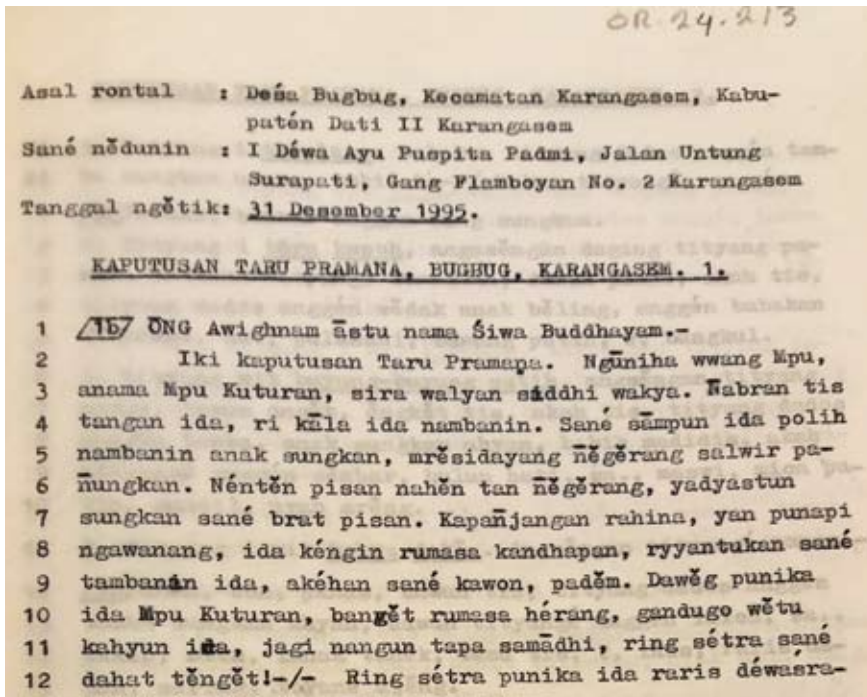 OR.24.213
Asal rontal : Deśa Bugbug, Kecamatan Karangasem, Kabu-
patén Dati II Karangasem
Sané nĕdunin : I Déwa Ayu Puspita Padmi, Jalan Untung
Surapati, Gang Flamboyan No. 2 Karangasem
Tanggal ngĕtik: 31 Desember 1995.
KAPUTUSAN TARU PRAMANA, BUGBUG, KARANGASEM. 1.
1 /1b/ ŌNG Awighnam āstu nama Śiwa Buddhayam.-
2 Iki kaputusan Taru Pramaṇa. Ngūniha wwang Mpu,
3 anama Mpu Kuturan, sira walyan siddhi wakya. N̄abran tis
4 tangan ida, ri kāla ida nambanin. Sané sāmpun ida polih
5 nambanin anak sungkan, mrĕsidayang n̄ĕgĕrang salwir pa-
6 n̄ungkan. Néntĕn pisan nahĕn tan n̄ĕgĕrang, yadyastun
7 sungkan sané brat pisan. Kapan̄jangan rahina, yan punapi
8 ngawanang, ida kéngin rumasa kandhapan, ryyantukan sané
9 tambanin ida, akéhan sané kawon, padĕm. Dawĕg punika
10 ida Mpu Kuturan, bangĕt rumasa hérang, gandugo wĕtu
11 kahyun ida, jagi nangun tapa samādhi, ring sétra sané
12 dahat tĕngĕt!-/- Ring sétra punika ida raris déwasra-